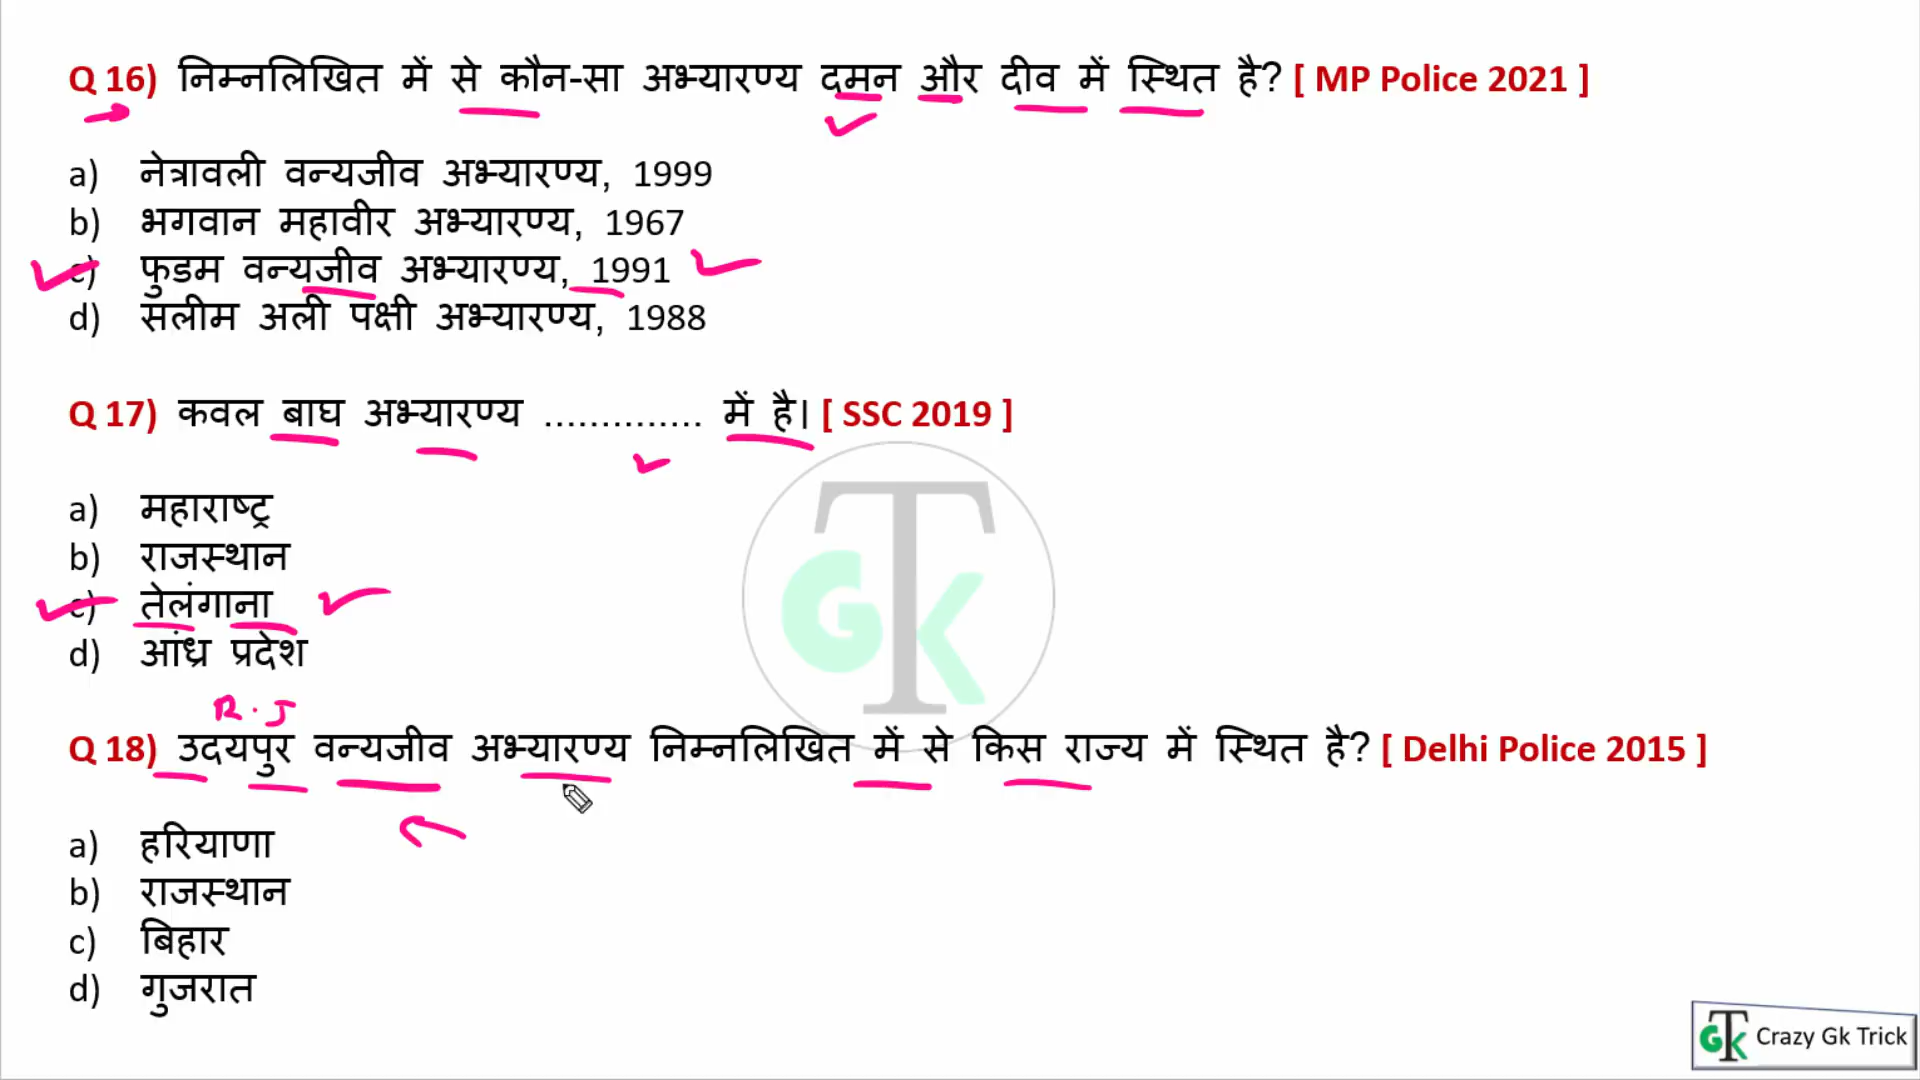 Q 16) निम्नलिखित में से कौन-सा अभ्यारण्य दमन और दीव में स्थित है? [ MP Police 2021 ]
a) नेत्रावली वन्यजीव अभ्यारण्य, 1999
b) भगवान महावीर अभ्यारण्य, 1967
c) फुडम वन्यजीव अभ्यारण्य, 1991
d) सलीम अली पक्षी अभ्यारण्य, 1988
Q 17) कवल बाघ अभ्यारण्य .............. में है। [ SSC 2019 ]
a) महाराष्ट्र
b) राजस्थान
c) तेलंगाना
d) आंध्र प्रदेश
R.J
Q 18) उदयपुर वन्यजीव अभ्यारण्य निम्नलिखित में से किस राज्य में स्थित है? [ Delhi Police 2015 ]
a) हरियाणा
b) राजस्थान
c) बिहार
d) गुजरात
GTK
GTK Crazy Gk Trick